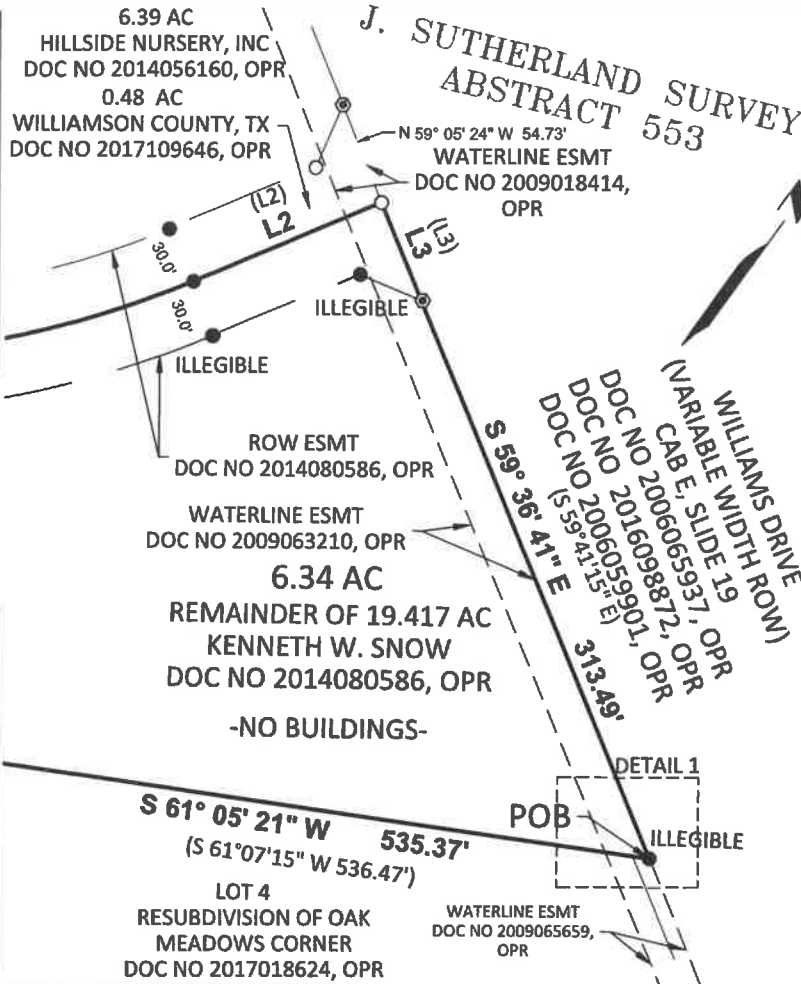 6.39 AC
HILLSIDE NURSERY, INC
DOC NO 2014056160, OPR
0.48 AC
WILLIAMSON COUNTY, TX
DOC NO 2017109646, OPR
J. SUTHERLAND SURVEY
ABSTRACT 553
N 59° 05' 24" W 54.73'
WATERLINE ESMT
DOC NO 2009018414,
OPR
(L2)
L2
(L3)
L3
30.0'
30.0'
ILLEGIBLE
ILLEGIBLE
ROW ESMT
DOC NO 2014080586, OPR
WATERLINE ESMT
DOC NO 2009063210, OPR
6.34 AC
REMAINDER OF 19.417 AC
KENNETH W. SNOW
DOC NO 2014080586, OPR
-NO BUILDINGS-
S 59° 36' 41" E 313.49'
(S 59°41'15" E)
WILLIAMS DRIVE
(VARIABLE WIDTH ROW)
CAB E, SLIDE 19
DOC NO 2006065937, OPR
DOC NO 2016098872, OPR
DOC NO 2006059901, OPR
DETAIL 1
POB
ILLEGIBLE
S 61° 05' 21" W 535.37'
(S 61°07'15" W 536.47')
LOT 4
RESUBDIVISION OF OAK
MEADOWS CORNER
DOC NO 2017018624, OPR
WATERLINE ESMT
DOC NO 2009065659,
OPR